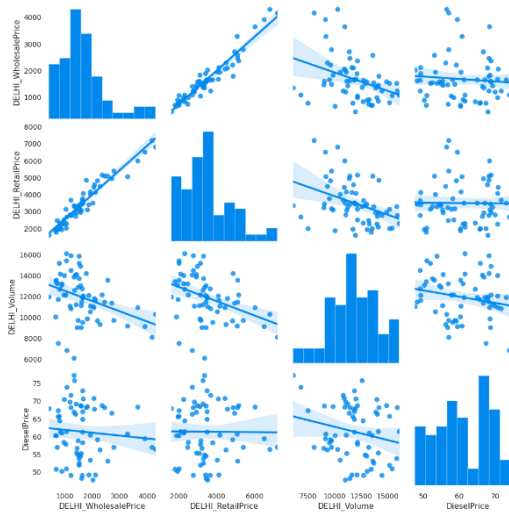 DELHI_WholesalePrice
4000
3000
2000
1000
DELHI_RetailPrice
8000
7000
6000
5000
4000
3000
2000
DELHI_Volume
16000
14000
12000
10000
8000
6000
DieselPrice
75
70
65
60
55
50
1000 2000 3000 4000
DELHI_WholesalePrice
2000 4000 6000
DELHI_RetailPrice
7500 10000 12500 15000
DELHI_Volume
50 60 70
DieselPrice